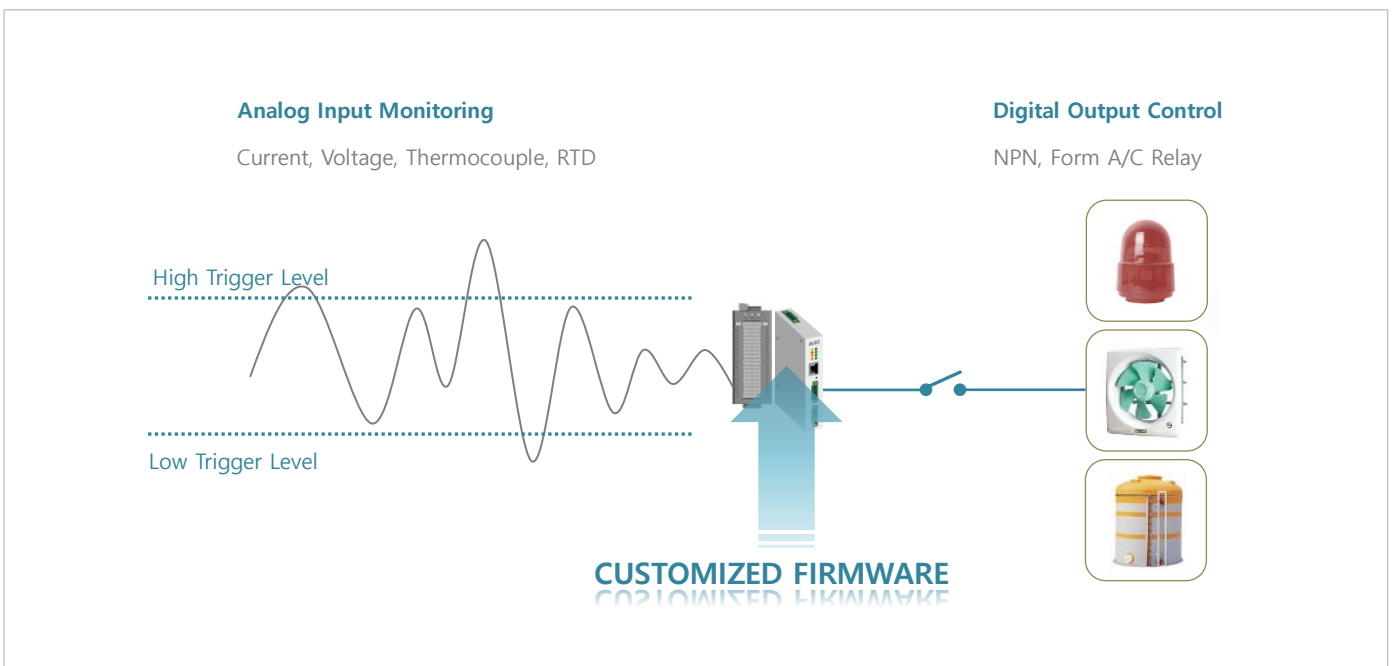 Analog Input Monitoring
Current, Voltage, Thermocouple, RTD
Digital Output Control
NPN, Form A/C Relay
High Trigger Level
Low Trigger Level
CUSTOMIZED FIRMWARE